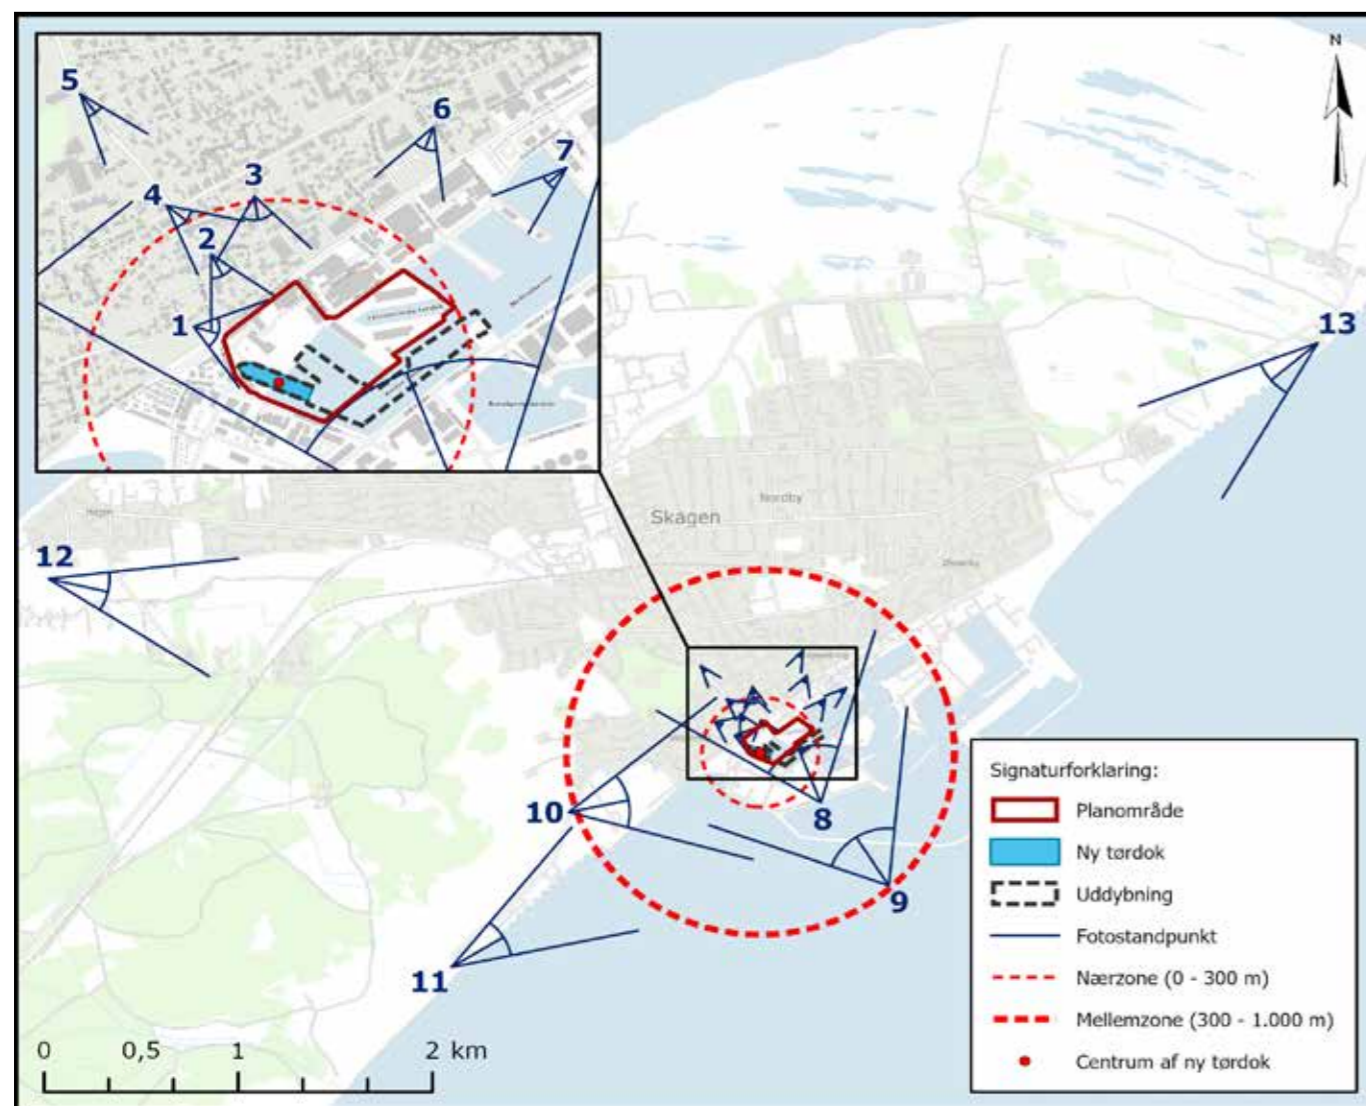 N
5
6
7
4
3
2
1
13
Nordby
Skagen
12
10
8
9
11
Signaturforklaring:
Planområde
Ny tørdok
Uddybning
Fotostandpunkt
Nærzone (0 - 300 m)
Mellemzone (300 - 1.000 m)
Centrum af ny tørdok
0 0,5 1 2 km